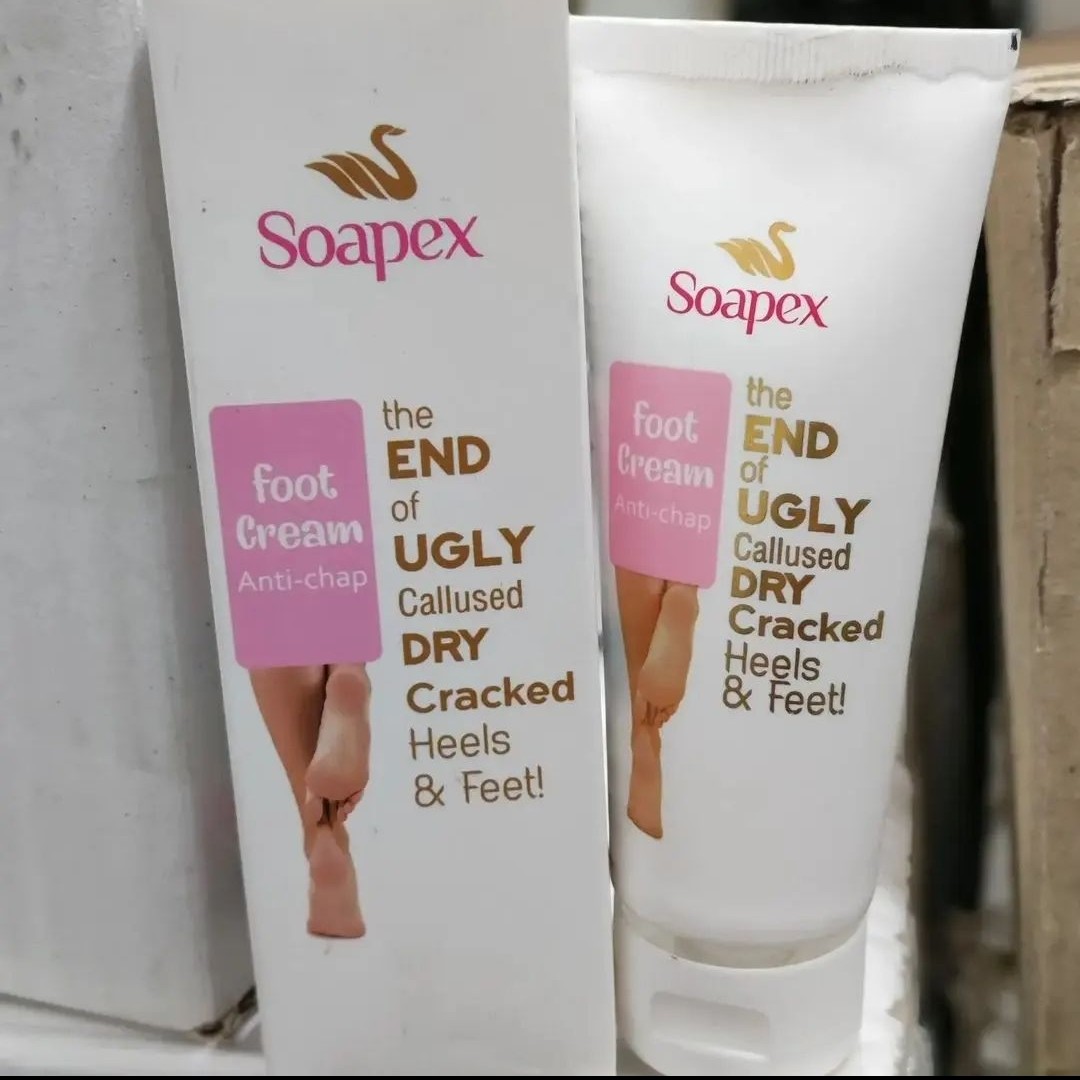 Soapex
foot
Cream
Anti-chap
the
END
of
UGLY
Callused
DRY
Cracked
Heels
& Feet!
Soapex
foot
Cream
Anti-chap
the
END
of
UGLY
Callused
DRY
Cracked
Heels
& Feet!